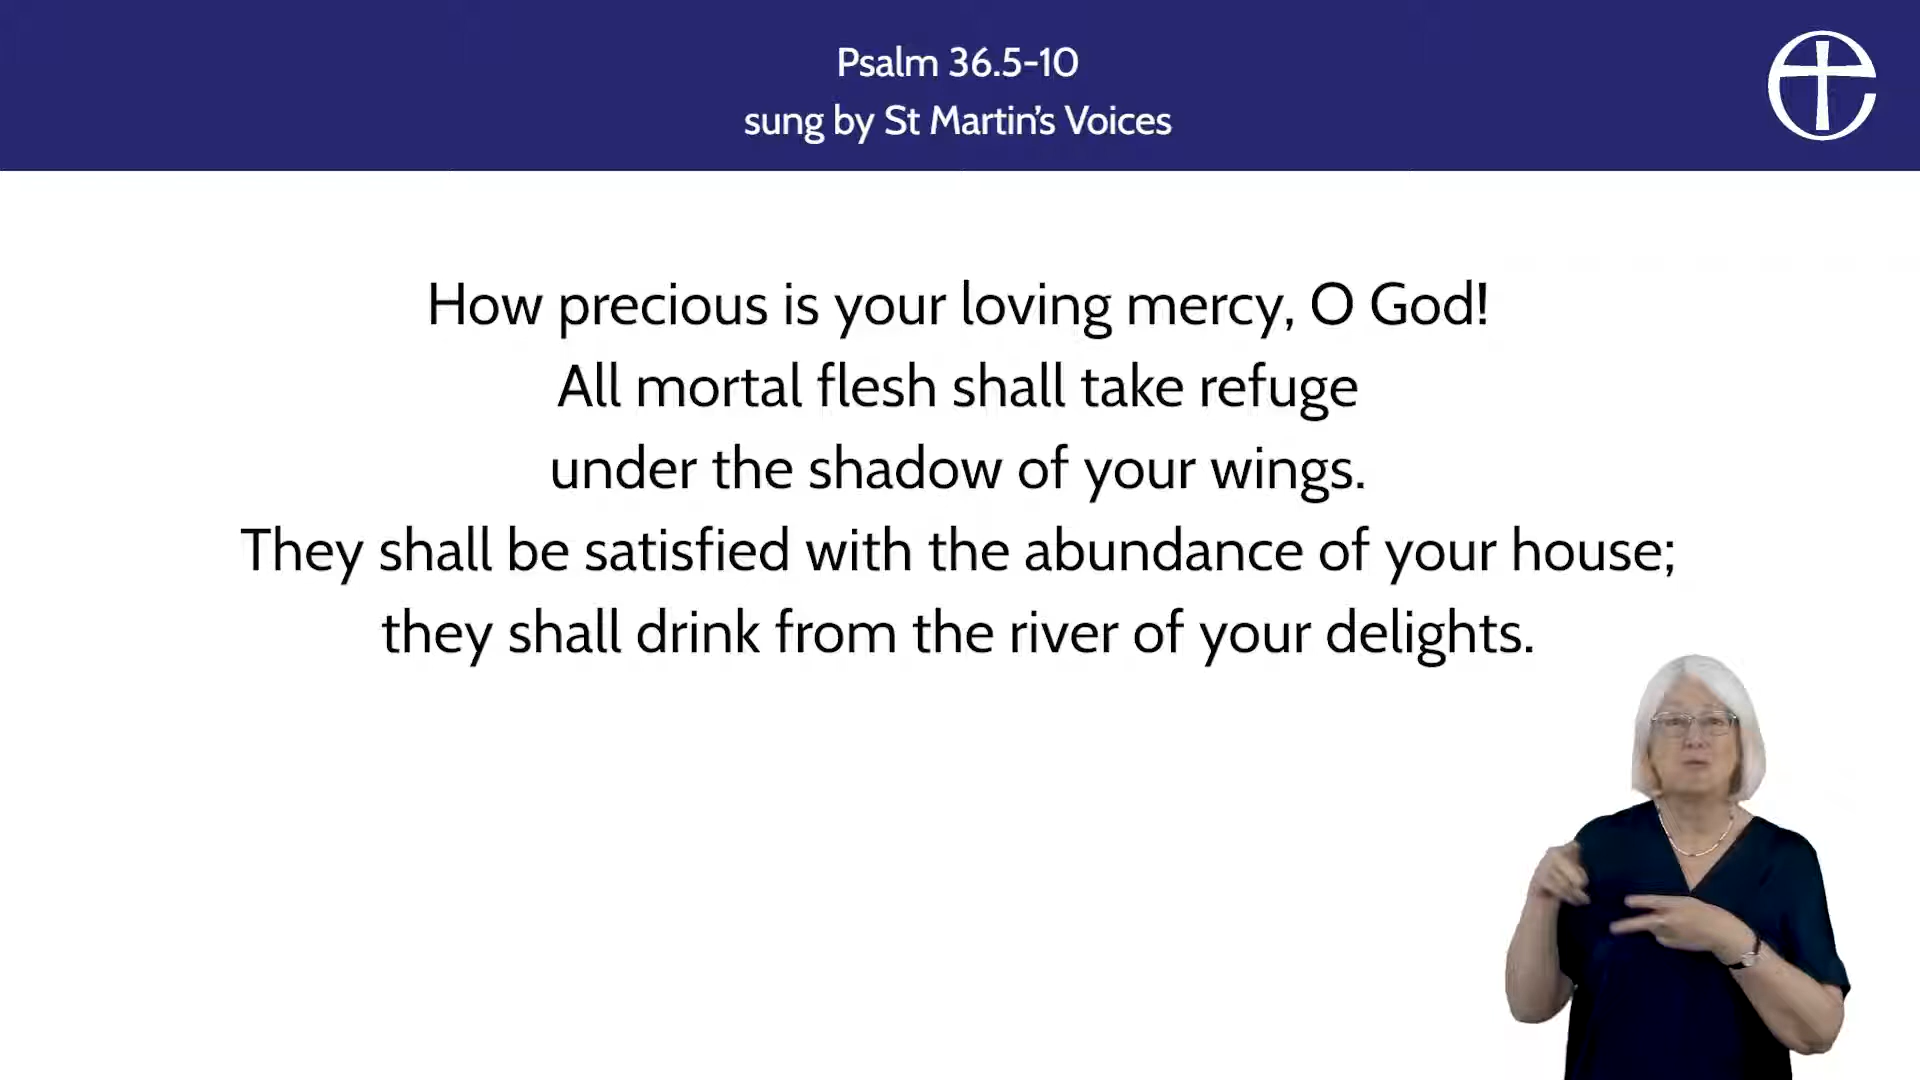 Psalm 36.5-10
sung by St Martin's Voices
How precious is your loving mercy, O God!
All mortal flesh shall take refuge
under the shadow of your wings.
They shall be satisfied with the abundance of your house;
they shall drink from the river of your delights.